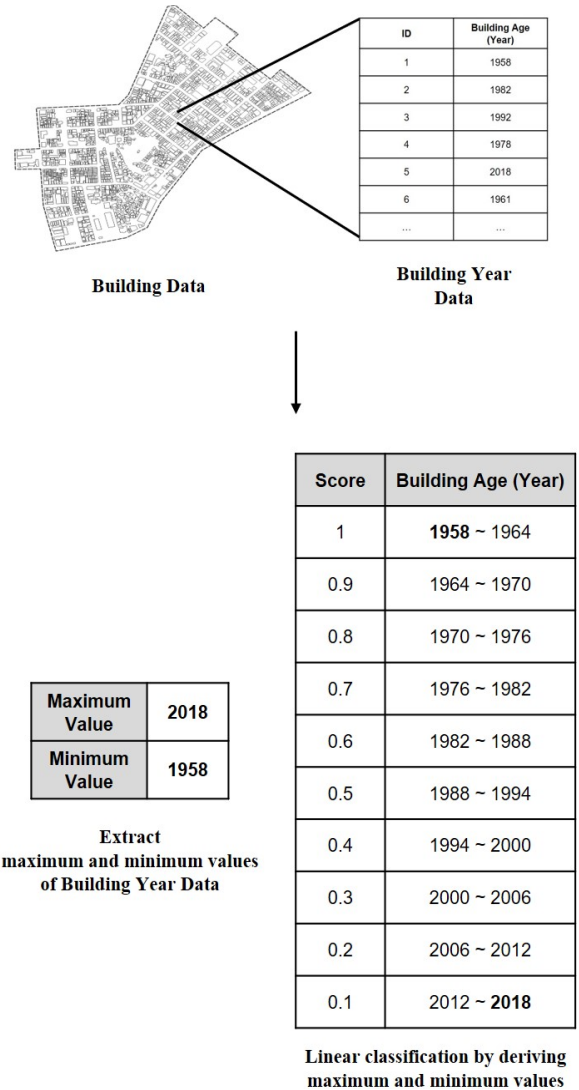 ID Building Age
(Year)
1 1958
2 1982
3 1992
4 1978
5 2018
6 1961
... ...
Building Data
Building Year
Data
Score Building Age (Year)
1 1958 ~ 1964
0.9 1964 ~ 1970
0.8 1970 ~ 1976
0.7 1976 ~ 1982
0.6 1982 ~ 1988
0.5 1988 ~ 1994
0.4 1994 ~ 2000
0.3 2000 ~ 2006
0.2 2006 ~ 2012
0.1 2012 ~ 2018
Maximum
Value 2018
Minimum
Value 1958
Extract
maximum and minimum values
of Building Year Data
Linear classification by deriving
maximum and minimum values